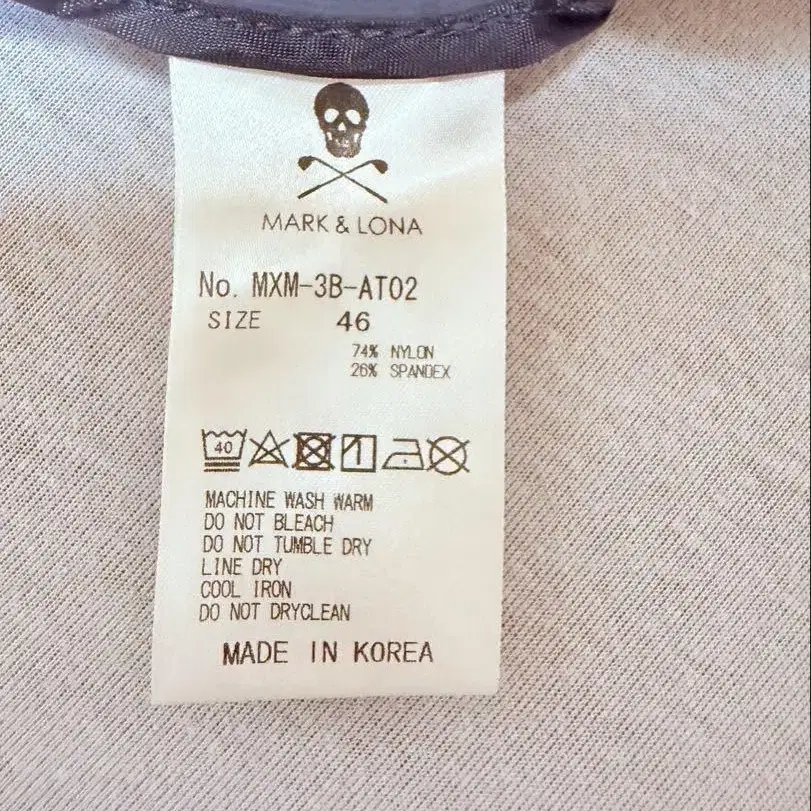 MARK & LONA
No. MXM-3B-AT02
SIZE 46
74% NYLON
26% SPANDEX
40
MACHINE WASH WARM
DO NOT BLEACH
DO NOT TUMBLE DRY
LINE DRY
COOL IRON
DO NOT DRYCLEAN
MADE IN KOREA